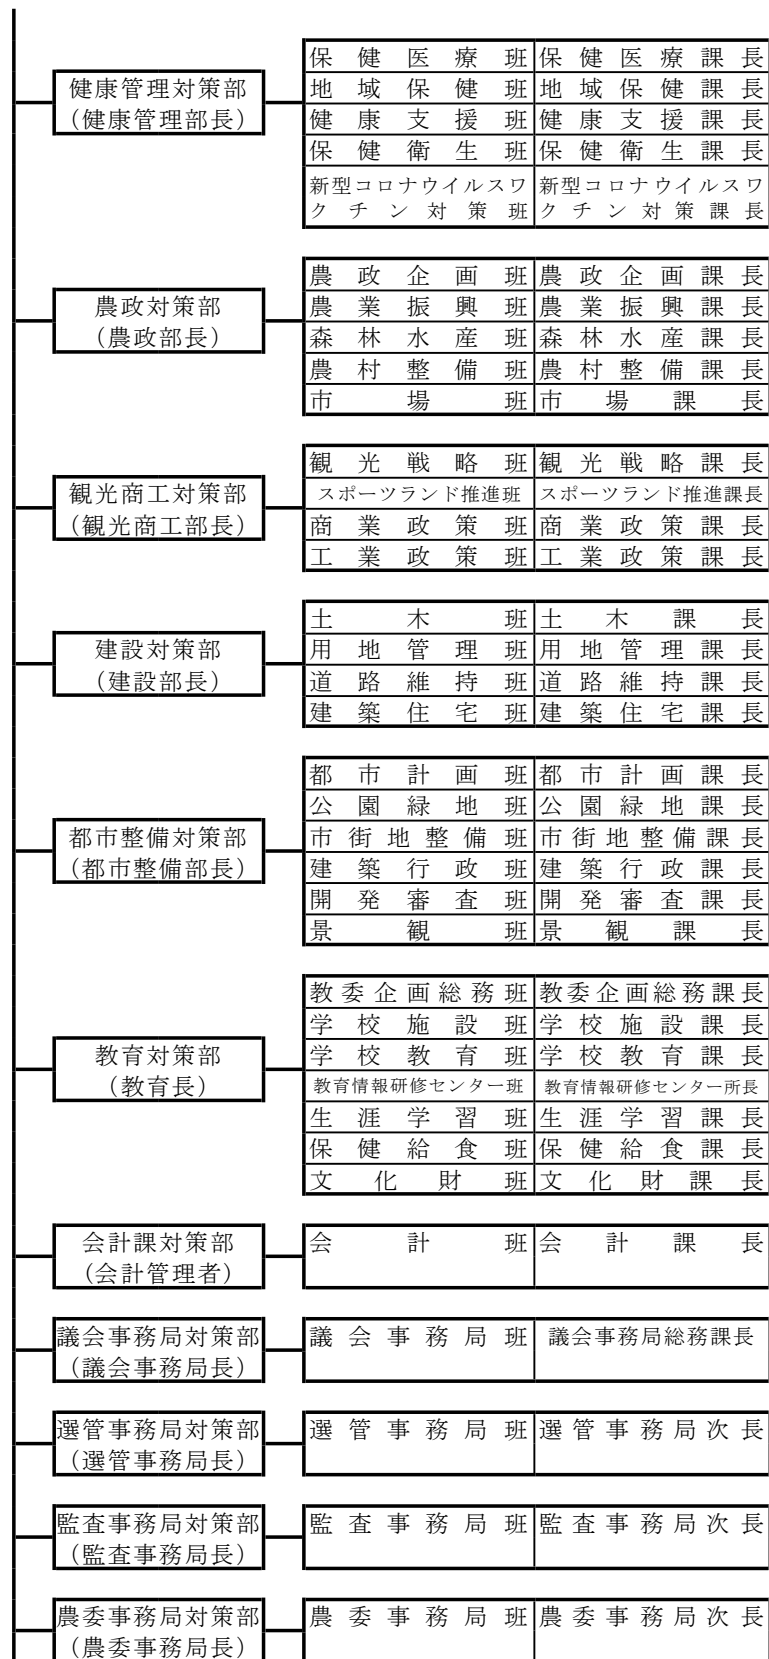 健康管理対策部
（健康管理部長）
保健医療班 保健医療課長
地域保健班 地域保健課長
健康支援班 健康支援課長
保健衛生班 保健衛生課長
新型コロナウイルスワ 新型コロナウイルスワ
クチン対策班 クチン対策課長
農政対策部
（農政部長）
農政企画班 農政企画課長
農業振興班 農業振興課長
森林水産班 森林水産課長
農村整備班 農村整備課長
市場班 市場課長
観光商工対策部
（観光商工部長）
観光戦略班 観光戦略課長
スポーツランド推進班 スポーツランド推進課長
商業政策班 商業政策課長
工業政策班 工業政策課長
建設対策部
（建設部長）
土木班 土木課長
用地管理班 用地管理課長
道路維持班 道路維持課長
建築住宅班 建築住宅課長
都市整備対策部
（都市整備部長）
都市計画班 都市計画課長
公園緑地班 公園緑地課長
市街地整備班 市街地整備課長
建築行政班 建築行政課長
開発審査班 開発審査課長
景観班 景観課長
教育対策部
（教育長）
教委企画総務班 教委企画総務課長
学校施設班 学校施設課長
学校教育班 学校教育課長
教育情報研修センター班 教育情報研修センター所長
生涯学習班 生涯学習課長
保健給食班 保健給食課長
文化財班 文化財課長
会計課対策部
（会計管理者）
会計班 会計課長
議会事務局対策部
（議会事務局長）
議会事務局班 議会事務局総務課長
選管事務局対策部
（選管事務局長）
選管事務局班 選管事務局次長
監査事務局対策部
（監査事務局長）
監査事務局班 監査事務局次長
農委事務局対策部
（農委事務局長）
農委事務局班 農委事務局次長